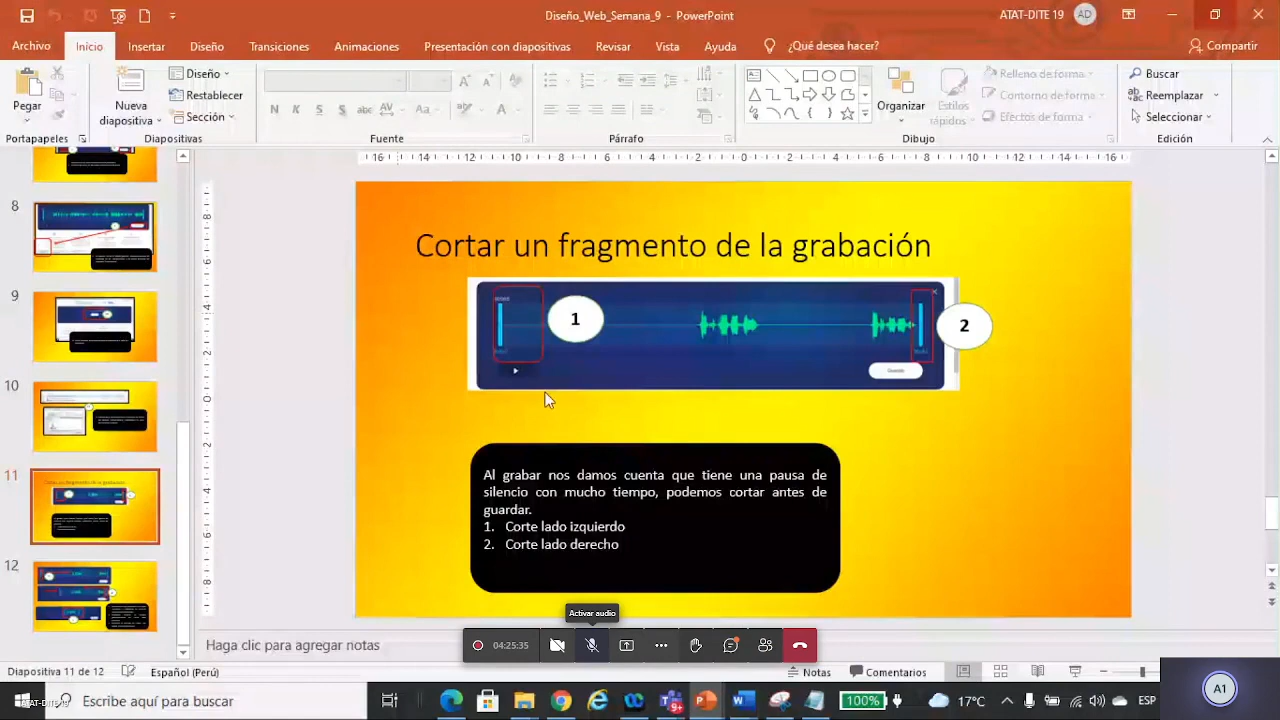 Diseño_Web_Semana_9 - PowerPoint
ATAT-DITE 19
AD
Archivo
Inicio
Insertar
Diseño
Transiciones
Animaciones
Presentación con diapositivas
Revisar
Vista
Ayuda
¿Qué desea hacer?
Compartir
Pegar
Portapapeles
Nueva
diapositiva
Diseño
Restablecer
Sección
Diapositivas
Fuente
Párrafo
Organizar
Estilos
rápidos
Relleno de forma
Contorno de forma
Efectos de forma
Dibujo
Buscar
Reemplazar
Seleccionar
Edición
8
9
10
11
12
Cortar un fragmento de la grabación
1
2
Al grabar nos damos cuenta que tiene una pausa de
silencio con mucho tiempo, podemos cortar antes de
guardar.
1. Corte lado izquierdo
2. Corte lado derecho
04:25:35
Haga clic para agregar notas
Diapositiva 11 de 12
Español (Perú)
Notas
Comentarios
A1
ATAT-DITE 19
Escribe aquí para buscar
9+
100%
17°C
ESP